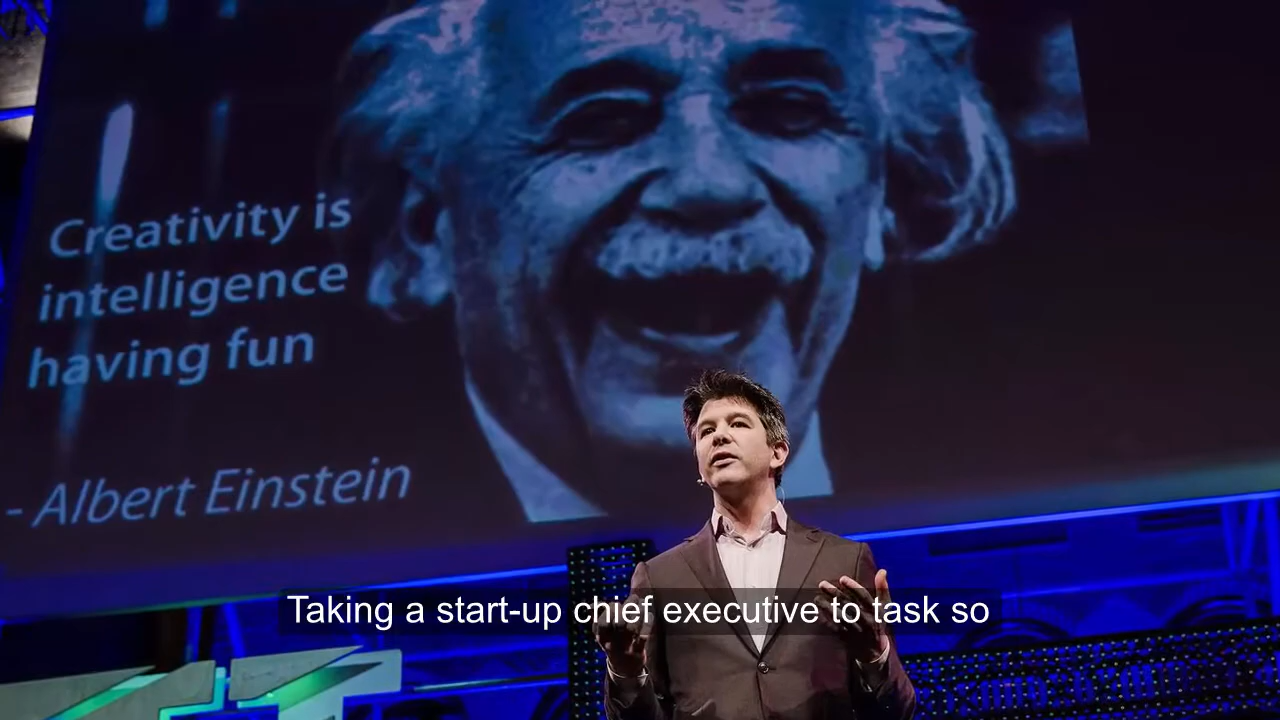 Creativity is
intelligence
having fun
- Albert Einstein
Taking a start-up chief executive to task so